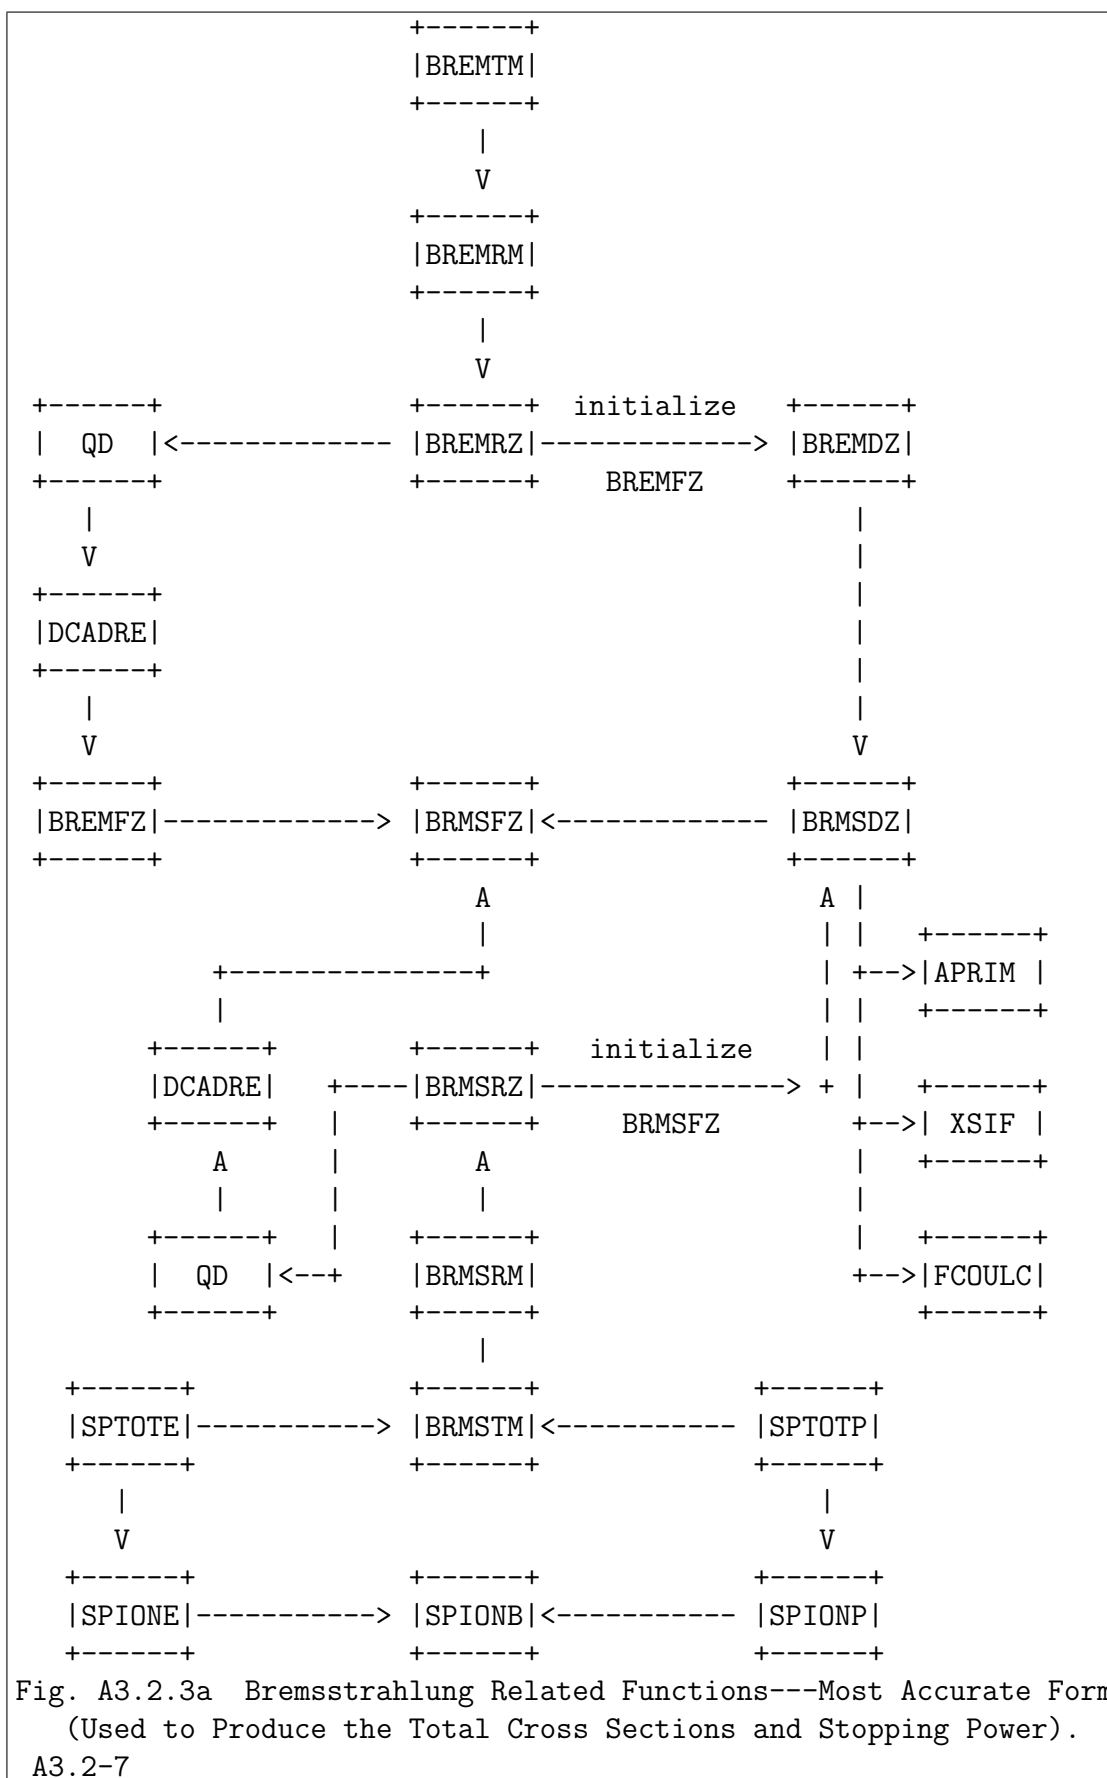 +------+
                        |BREMTM|
                        +------+
                            |
                            V
                        +------+
                        |BREMRM|
                        +------+
                            |
                            V
 +------+               +------+  initialize   +------+
 |  QD  |<------------- |BREMRZ|-------------> |BREMDZ|
 +------+               +------+    BREMFZ     +------+
    |                                              |
    V                                              |
 +------+                                          |
 |DCADRE|                                          |
 +------+                                          |
    |                                              |
    V                                              V
 +------+               +------+               +------+
 |BREMFZ|-------------> |BRMSFZ|<------------- |BRMSDZ|
 +------+               +------+               +------+
                            A                    A |
                            |                    | |   +------+
            +---------------+                    | +-->|APRIM |
            |                                    | |   +------+
        +------+        +------+   initialize    | |
        |DCADRE|   +----|BRMSRZ|---------------> + |   +------+
        +------+   |    +------+     BRMSFZ        +-->| XSIF |
            A      |        A                      |   +------+
            |      |        |                      |
        +------+   |    +------+                   |   +------+
        |  QD  |<--+    |BRMSRM|                   +-->|FCOULC|
        +------+        +------+                       +------+
                            |
   +------+             +------+             +------+
   |SPTOTE|-----------> |BRMSTM|<----------- |SPTOTP|
   +------+             +------+             +------+
      |                                          |
      V                                          V
   +------+             +------+             +------+
   |SPIONE|-----------> |SPIONB|<----------- |SPIONP|
   +------+             +------+             +------+
Fig. A3.2.3a  Bremsstrahlung Related Functions---Most Accurate Form
   (Used to Produce the Total Cross Sections and Stopping Power).
 A3.2-7